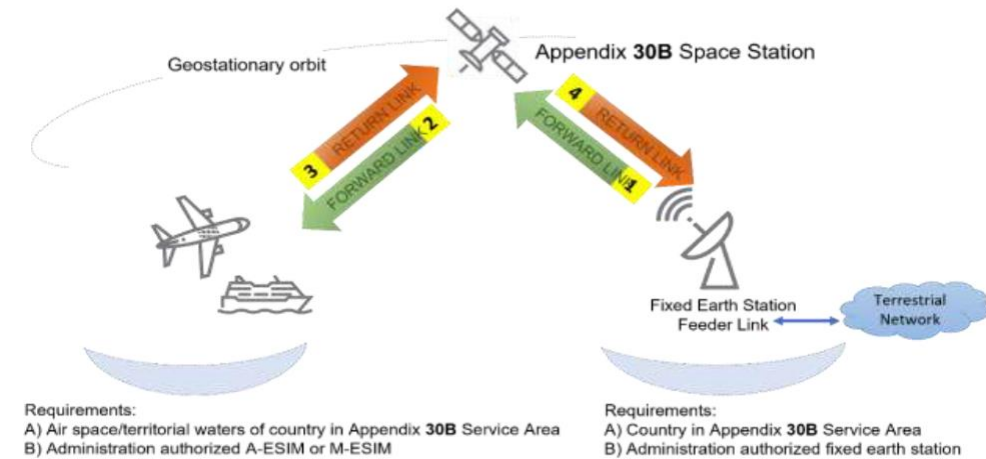 Appendix 30B Space Station
Geostationary orbit
RETURN LINK
3
FORWARD LINK
2
4
RETURN LINK
FORWARD LINK
1
Fixed Earth Station
Feeder Link
Terrestrial
Network
Requirements:
A) Air space/territorial waters of country in Appendix 30B Service Area
B) Administration authorized A-ESIM or M-ESIM
Requirements:
A) Country in Appendix 30B Service Area
B) Administration authorized fixed earth station